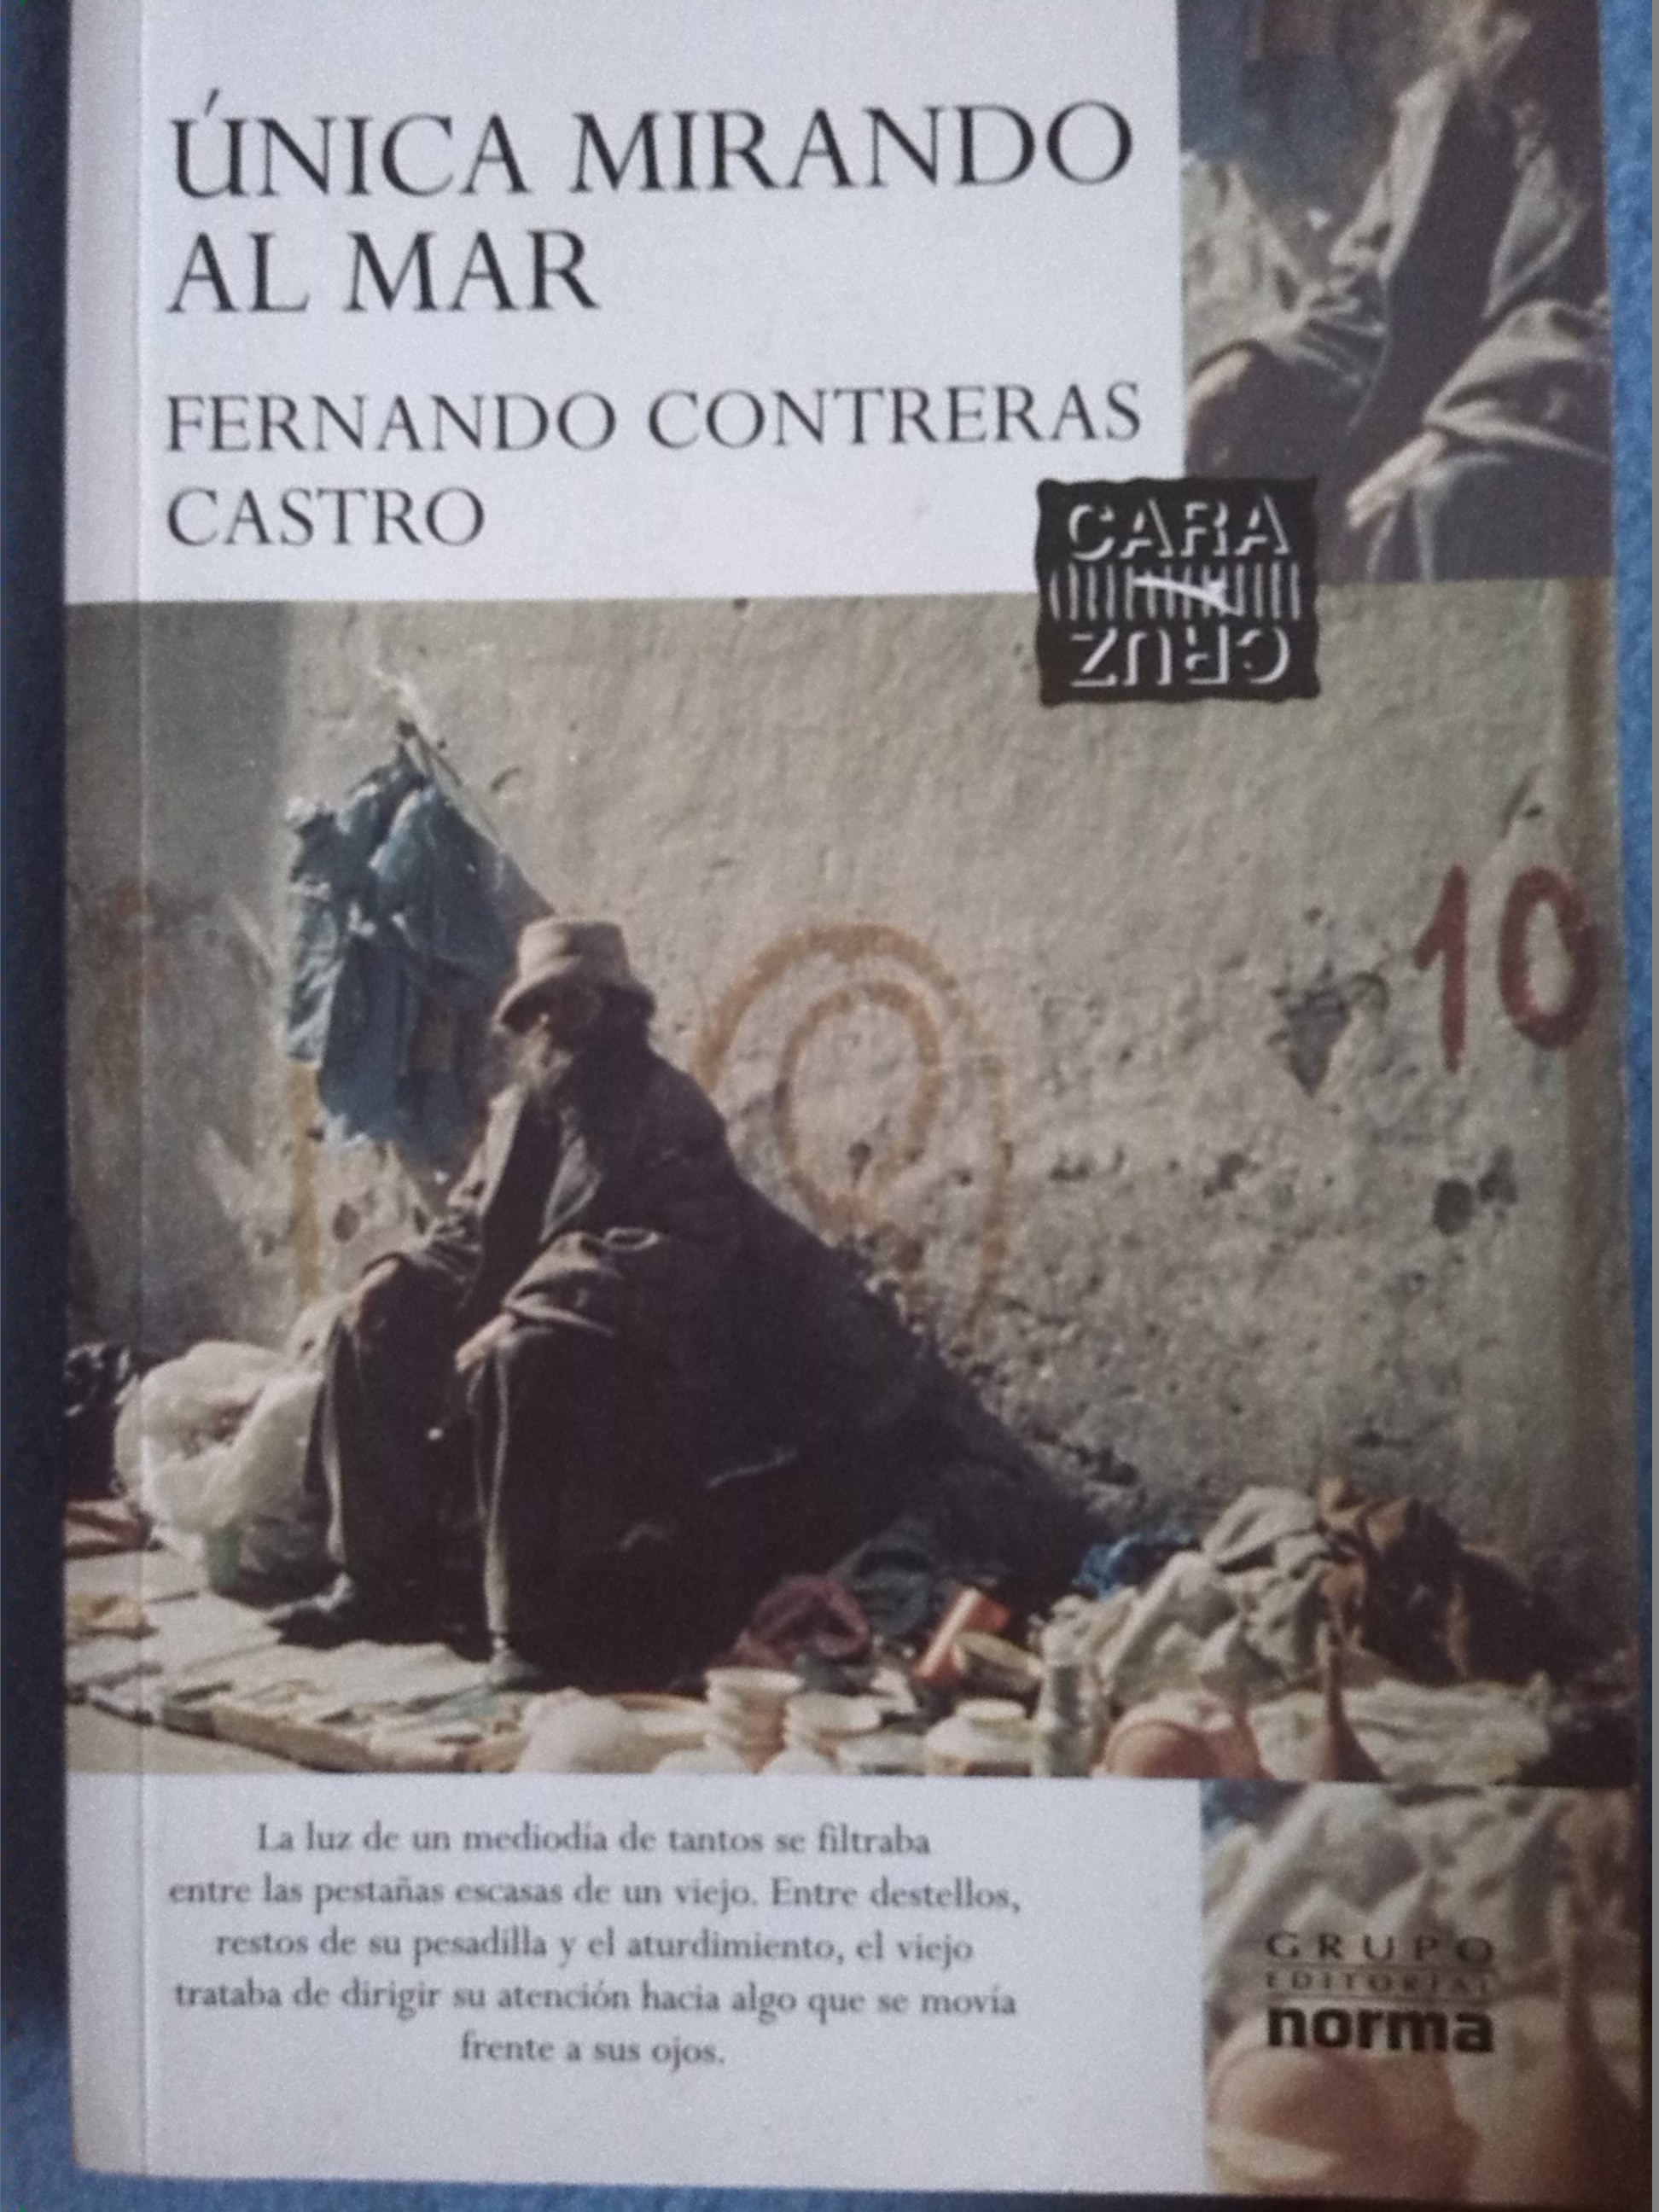 ÚNICA MIRANDO
AL MAR
FERNANDO CONTRERAS
CASTRO
CARA
CRUZ
10
La luz de un mediodía de tantos se filtraba
entre las pestañas escasas de un viejo. Entre destellos,
restos de su pesadilla y el aturdimiento, el viejo
trataba de dirigir su atención hacia algo que se movía
frente a sus ojos.
GRUPO
EDITORIAL
norma